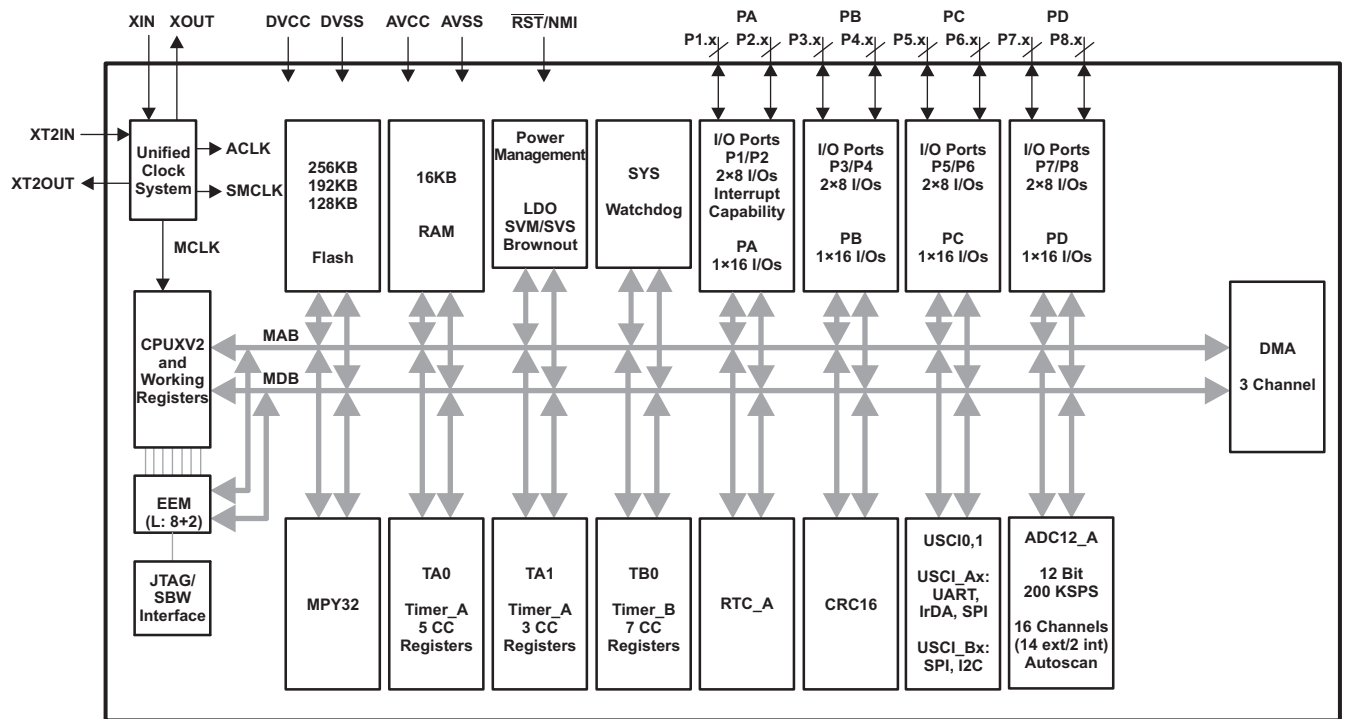 XIN XOUT DVCC DVSS AVCC AVSS RST/NMI
PA PB PC PD
P1.x P2.x P3.x P4.x P5.x P6.x P7.x P8.x
XT2IN
XT2OUT
Unified
Clock
System
ACLK
SMCLK
MCLK
256KB
192KB
128KB
Flash
16KB
RAM
Power
Management
LDO
SVM/SVS
Brownout
SYS
Watchdog
I/O Ports
P1/P2
2×8 I/Os
Interrupt
Capability
PA
1×16 I/Os
I/O Ports
P3/P4
2×8 I/Os
PB
1×16 I/Os
I/O Ports
P5/P6
2×8 I/Os
PC
1×16 I/Os
I/O Ports
P7/P8
2×8 I/Os
PD
1×16 I/Os
CPUXV2
and
Working
Registers
MAB
MDB
DMA
3 Channel
EEM
(L: 8+2)
JTAG/
SBW
Interface
MPY32
TA0
Timer_A
5 CC
Registers
TA1
Timer_A
3 CC
Registers
TB0
Timer_B
7 CC
Registers
RTC_A
CRC16
USCI0,1
USCI_Ax:
UART,
IrDA, SPI
USCI_Bx:
SPI, I2C
ADC12_A
12 Bit
200 KSPS
16 Channels
(14 ext/2 int)
Autoscan